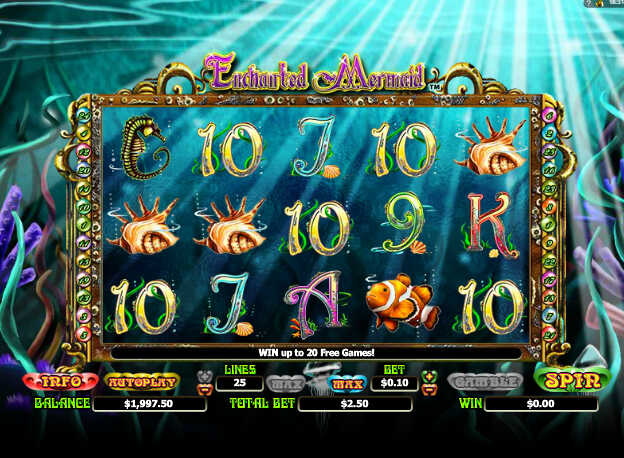 Enchanted Mermaid™
10 J 10
10 9 K
10 J A 10
WIN up to 20 Free Games!
LINES BET
INFO AUTOPLAY 25 MAX MAX $0.10 GAMBLE SPIN
BALANCE $1,997.50 TOTAL BET $2.50 WIN $0.00